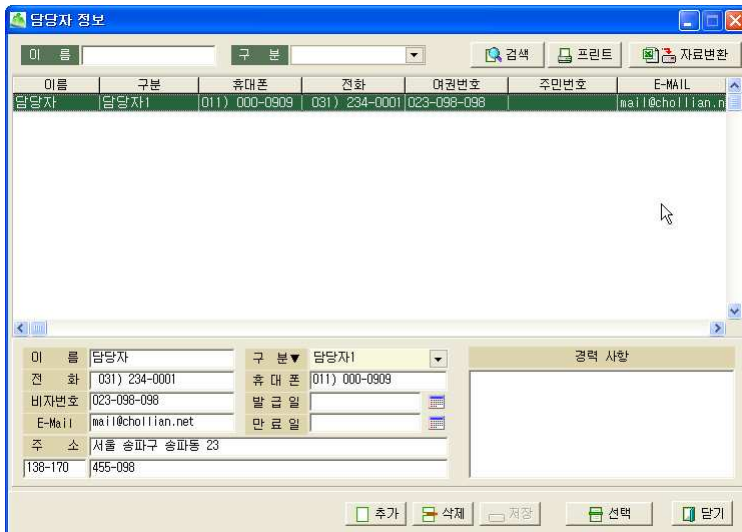 담당자 정보
이 름 구 분 검색 프린트 자료변환
이름 구분 휴대폰 전화 여권번호 주민번호 E-MAIL
담당자 담당자1 011) 000-0909 031) 234-0001 023-098-098 mail@chollian.n
이 름 담당자 구 분▼ 담당자1 경력 사항
전 화 031) 234-0001 휴 대 폰 011) 000-0909
비자번호 023-098-098 발 급 일
E-Mail mail@chollian.net 만 료 일
주 소 서울 송파구 송파동 23
138-170 455-098
추가 삭제 저장 선택 닫기